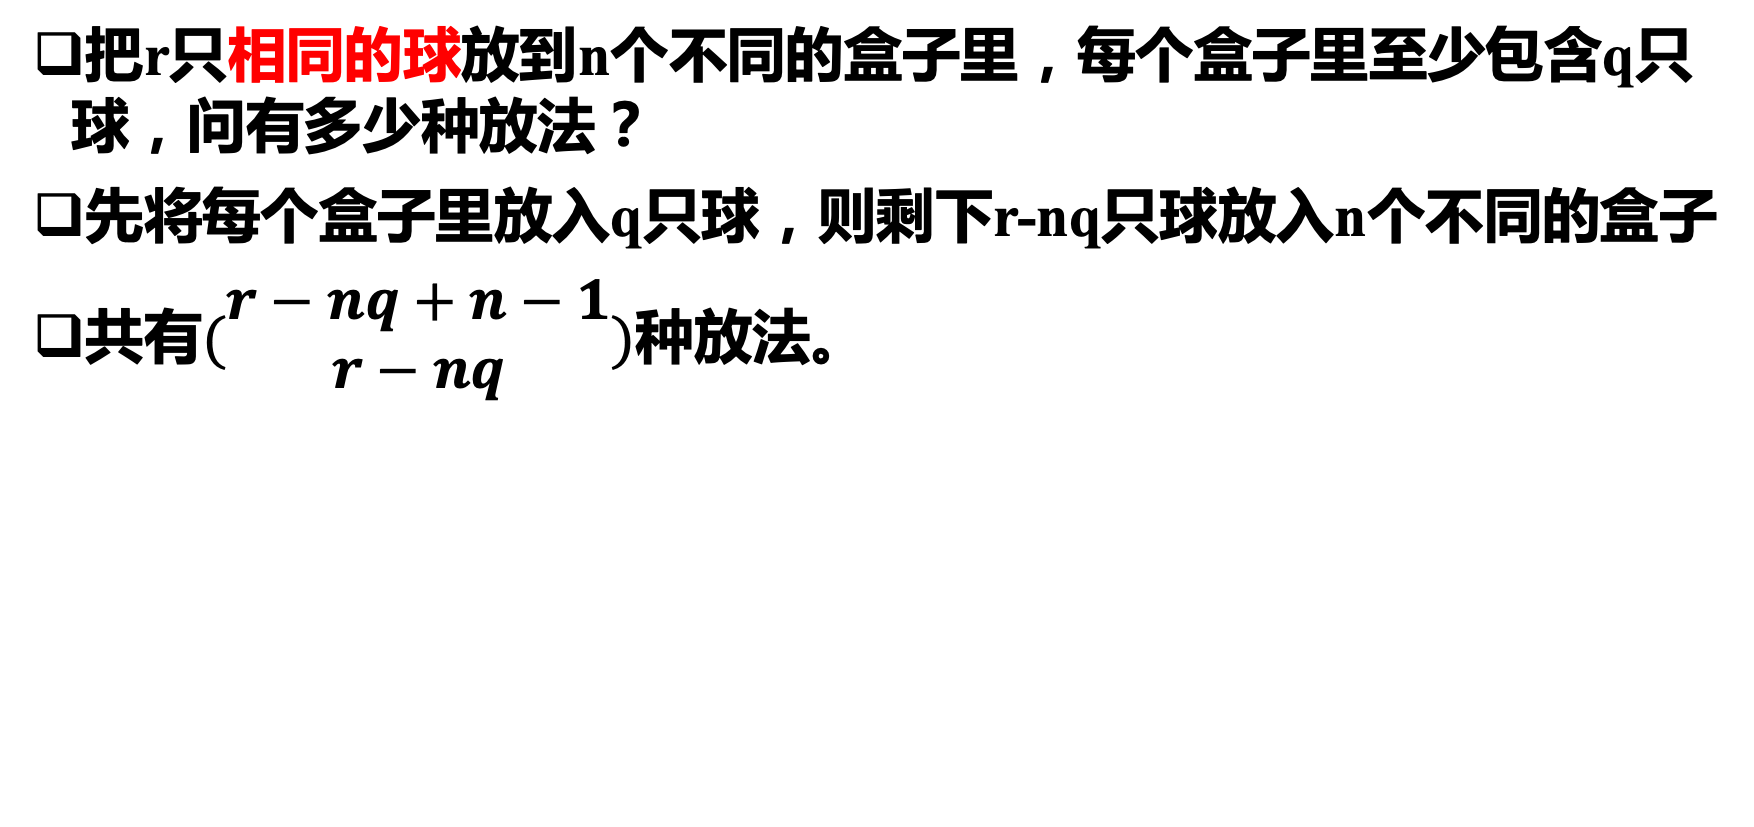 ❑把r只相同的球放到n个不同的盒子里，每个盒子里至少包含q只
球，问有多少种放法？
❑先将每个盒子里放入q只球，则剩下r-nq只球放入n个不同的盒子
❑共有(r − nq + n − 1
r − nq)种放法。